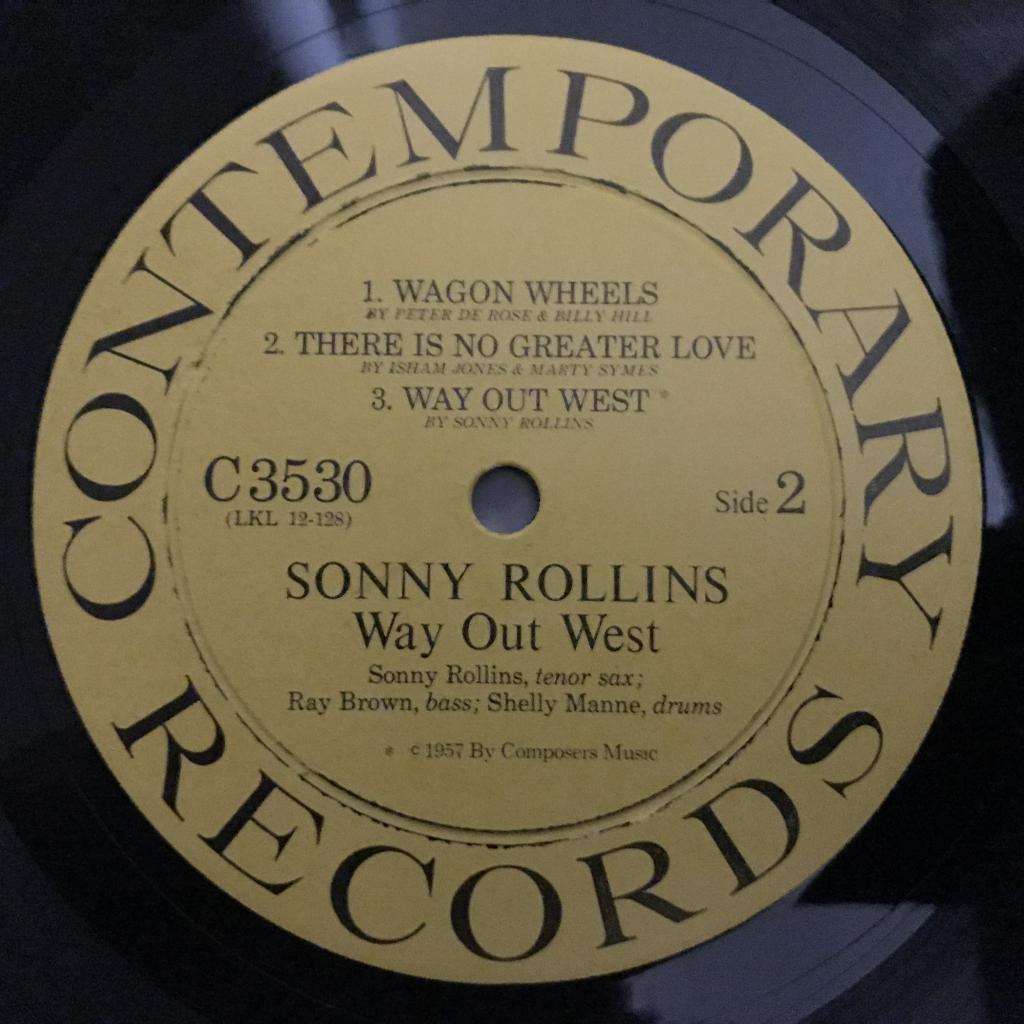 CONTEMPORARY
1. WAGON WHEELS
BY PETER DE ROSE & BILLY HILL
2. THERE IS NO GREATER LOVE
BY ISHAM JONES & MARTY SYMES
3. WAY OUT WEST *
BY SONNY ROLLINS
C 3530
(LKL 12-128)
Side 2
SONNY ROLLINS
Way Out West
Sonny Rollins, tenor sax;
Ray Brown, bass; Shelly Manne, drums
* c 1957 By Composers Music
RECORDS